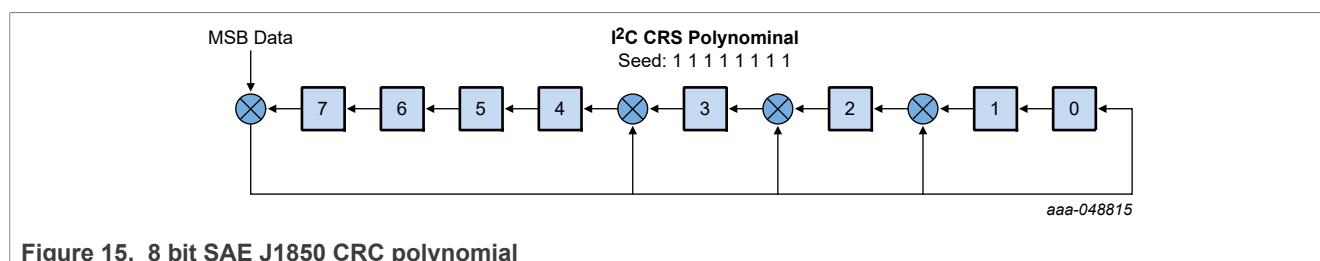 MSB Data
I²C CRS Polynominal
Seed: 1 1 1 1 1 1 1 1
7 6 5 4 3 2 1 0
aaa-048815
Figure 15. 8 bit SAE J1850 CRC polynomial